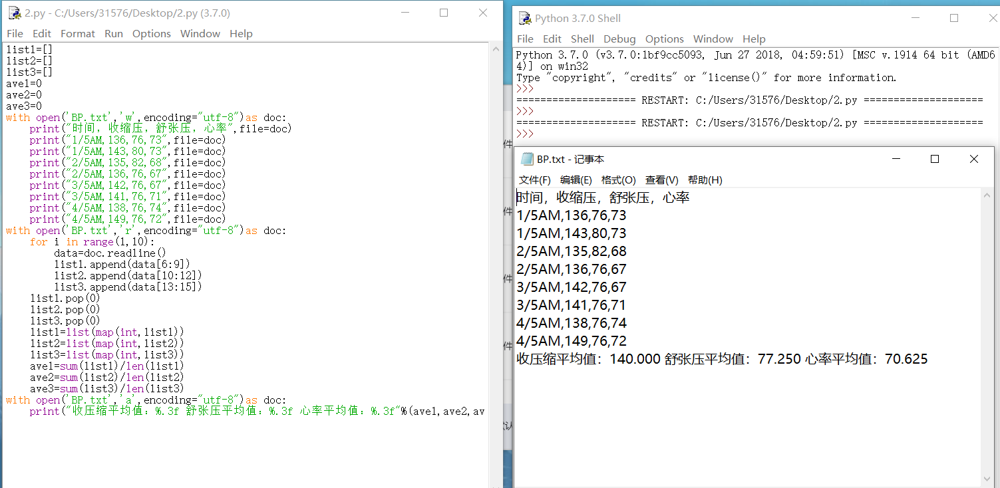 2.py - C:/Users/31576/Desktop/2.py (3.7.0)
File Edit Format Run Options Window Help
list1=[]
list2=[]
list3=[]
ave1=0
ave2=0
ave3=0
with open('BP.txt','w',encoding="utf-8")as doc:
    print("时间，收缩压，舒张压，心率",file=doc)
    print("1/5AM,136,76,73",file=doc)
    print("1/5AM,143,80,73",file=doc)
    print("2/5AM,135,82,68",file=doc)
    print("2/5AM,136,76,67",file=doc)
    print("3/5AM,142,76,67",file=doc)
    print("3/5AM,141,76,71",file=doc)
    print("4/5AM,138,76,74",file=doc)
    print("4/5AM,149,76,72",file=doc)
with open('BP.txt','r',encoding="utf-8")as doc:
    for i in range(1,10):
        data=doc.readline()
        list1.append(data[6:9])
        list2.append(data[10:12])
        list3.append(data[13:15])
    list1.pop(0)
    list2.pop(0)
    list3.pop(0)
    list1=list(map(int,list1))
    list2=list(map(int,list2))
    list3=list(map(int,list3))
    ave1=sum(list1)/len(list1)
    ave2=sum(list2)/len(list2)
    ave3=sum(list3)/len(list3)
with open('BP.txt','a',encoding="utf-8")as doc:
    print("收压缩平均值：%.3f 舒张压平均值：%.3f 心率平均值：%.3f"%(ave1,ave2,av
Python 3.7.0 Shell
File Edit Shell Debug Options Window Help
Python 3.7.0 (v3.7.0:1bf9cc5093, Jun 27 2018, 04:59:51) [MSC v.1914 64 bit (AMD6
4)] on win32
Type "copyright", "credits" or "license()" for more information.
>>>
==================== RESTART: C:/Users/31576/Desktop/2.py ====================
>>>
==================== RESTART: C:/Users/31576/Desktop/2.py ====================
>>>
BP.txt - 记事本
文件(F) 编辑(E) 格式(O) 查看(V) 帮助(H)
时间，收缩压，舒张压，心率
1/5AM,136,76,73
1/5AM,143,80,73
2/5AM,135,82,68
2/5AM,136,76,67
3/5AM,142,76,67
3/5AM,141,76,71
4/5AM,138,76,74
4/5AM,149,76,72
收压缩平均值：140.000 舒张压平均值：77.250 心率平均值：70.625
件
件
件
件